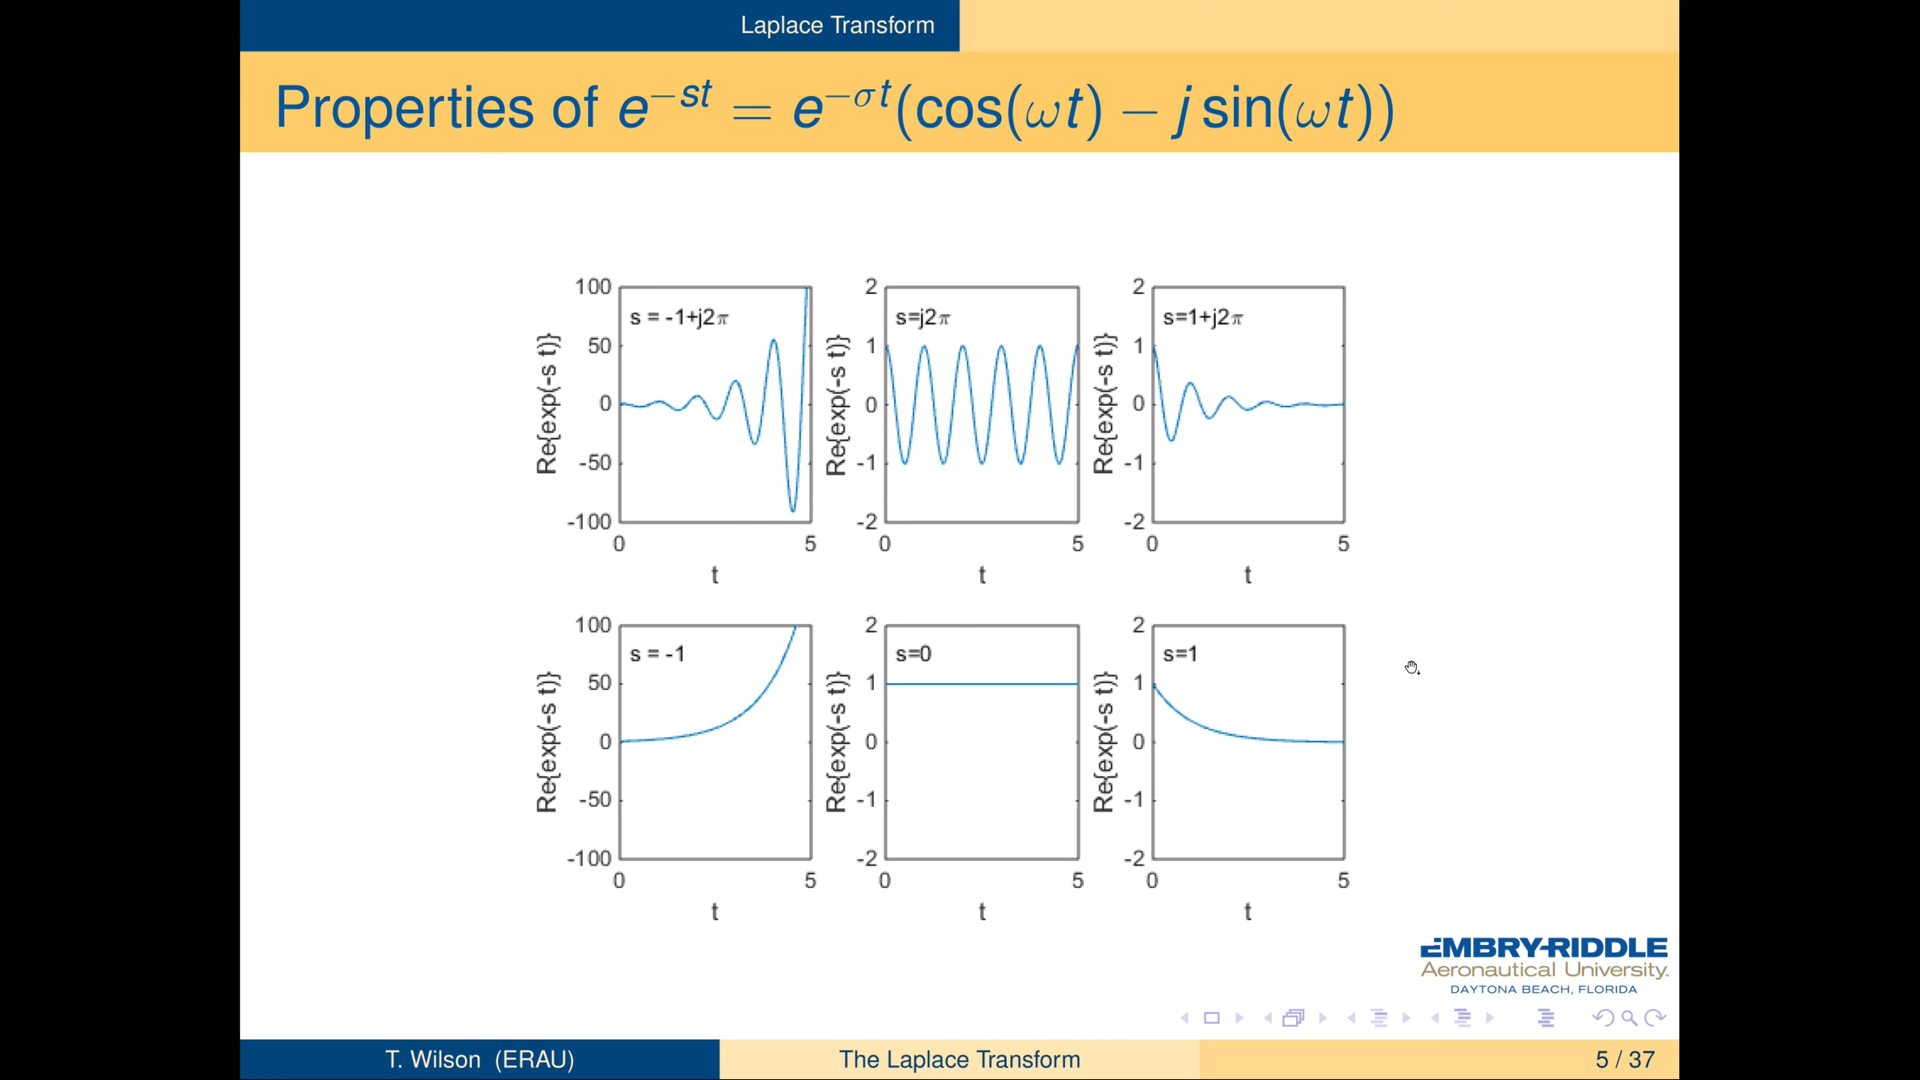 Laplace Transform
Properties of e^{−st} = e^{−σt}(cos(ωt) − j sin(ωt))
100
50
0
-50
-100
Re{exp(-s t)}
s = -1+j2π
0
5
t
2
1
0
-1
-2
Re{exp(-s t)}
s=j2π
0
5
t
2
1
0
-1
-2
Re{exp(-s t)}
s=1+j2π
0
5
t
100
50
0
-50
-100
Re{exp(-s t)}
s = -1
0
5
t
2
1
0
-1
-2
Re{exp(-s t)}
s=0
0
5
t
2
1
0
-1
-2
Re{exp(-s t)}
s=1
0
5
t
EMBRY-RIDDLE
Aeronautical University.
DAYTONA BEACH, FLORIDA
T. Wilson (ERAU)
The Laplace Transform
5 / 37